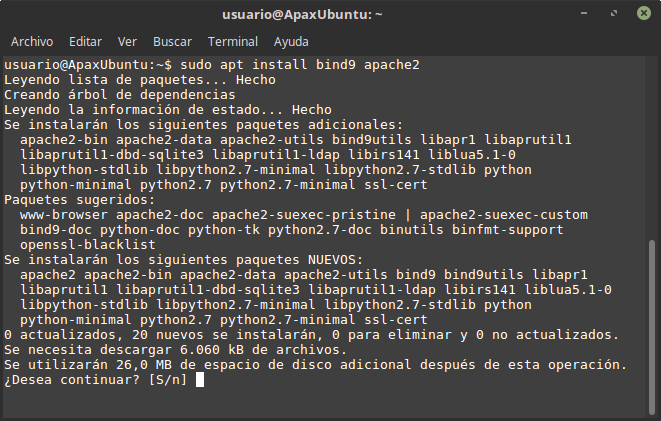 usuario@ApaxUbuntu: ~
Archivo Editar Ver Buscar Terminal Ayuda
usuario@ApaxUbuntu:~$ sudo apt install bind9 apache2
Leyendo lista de paquetes... Hecho
Creando árbol de dependencias
Leyendo la información de estado... Hecho
Se instalarán los siguientes paquetes adicionales:
  apache2-bin apache2-data apache2-utils bind9utils libapr1 libaprutil1
  libaprutil1-dbd-sqlite3 libaprutil1-ldap libirs141 liblua5.1-0
  libpython-stdlib libpython2.7-minimal libpython2.7-stdlib python
  python-minimal python2.7 python2.7-minimal ssl-cert
Paquetes sugeridos:
  www-browser apache2-doc apache2-suexec-pristine | apache2-suexec-custom
  bind9-doc python-doc python-tk python2.7-doc binutils binfmt-support
  openssl-blacklist
Se instalarán los siguientes paquetes NUEVOS:
  apache2 apache2-bin apache2-data apache2-utils bind9 bind9utils libapr1
  libaprutil1 libaprutil1-dbd-sqlite3 libaprutil1-ldap libirs141 liblua5.1-0
  libpython-stdlib libpython2.7-minimal libpython2.7-stdlib python
  python-minimal python2.7 python2.7-minimal ssl-cert
0 actualizados, 20 nuevos se instalarán, 0 para eliminar y 0 no actualizados.
Se necesita descargar 6.060 kB de archivos.
Se utilizarán 26,0 MB de espacio de disco adicional después de esta operación.
¿Desea continuar? [S/n]